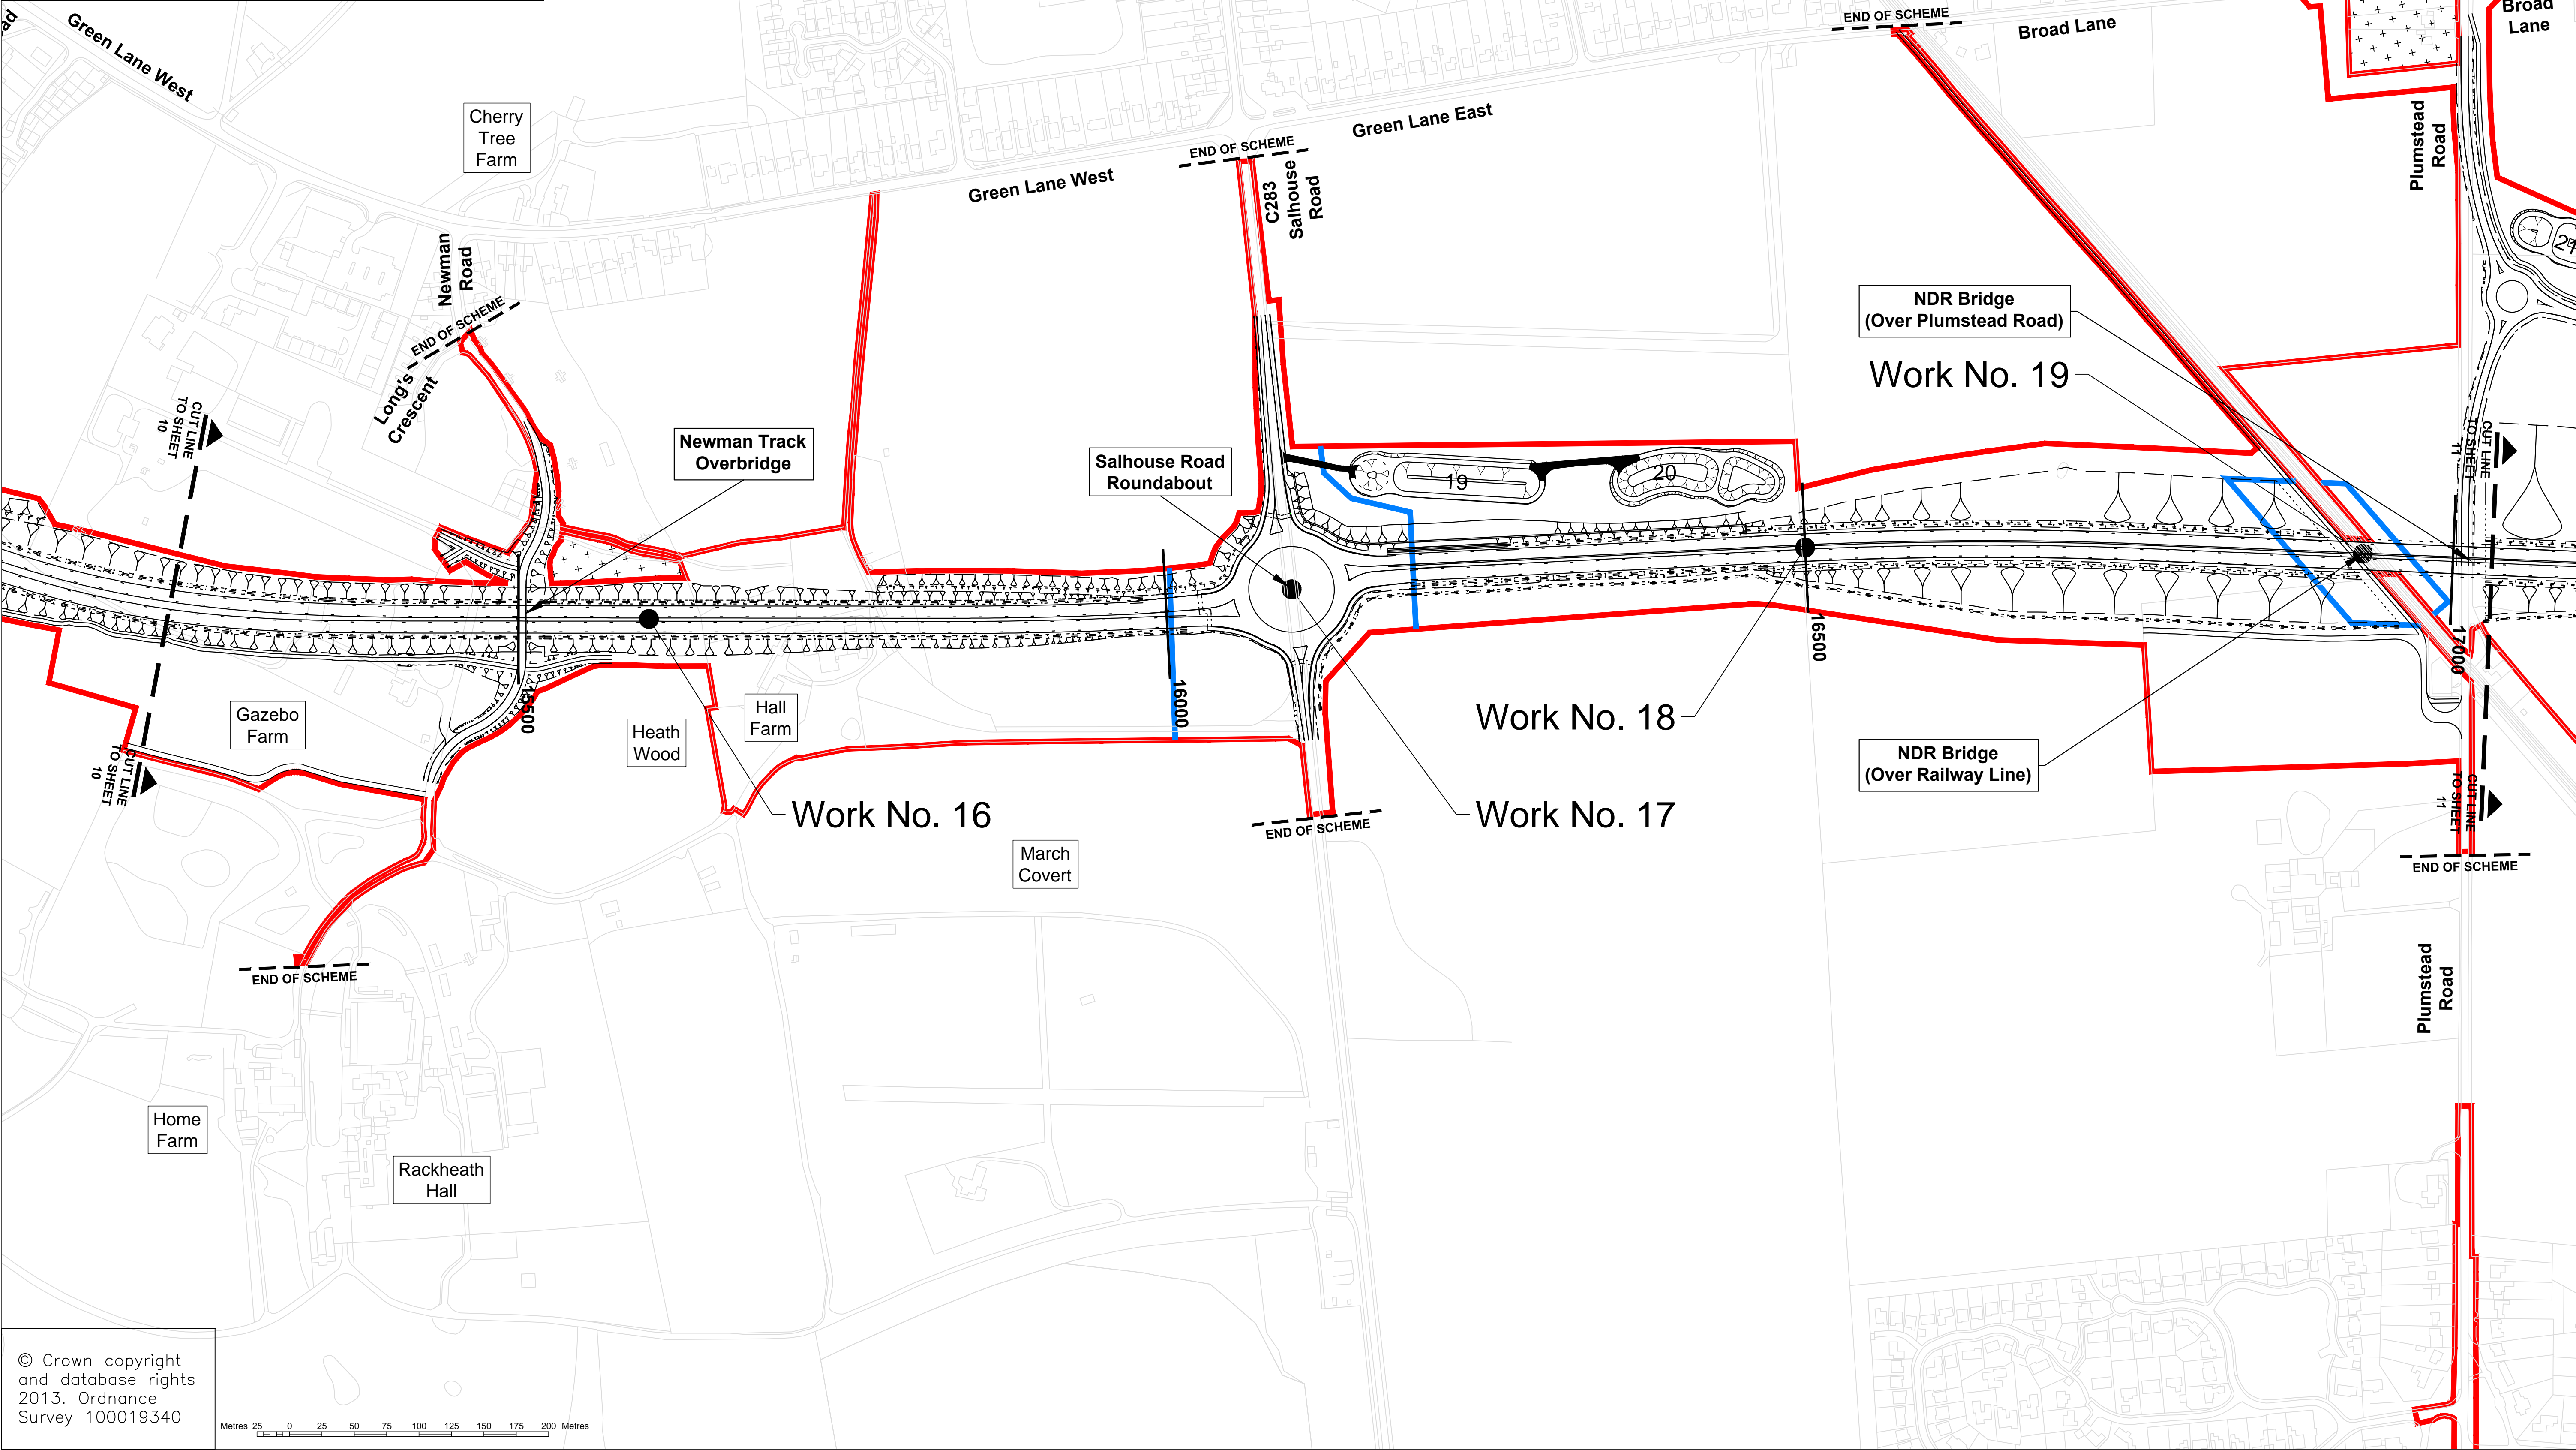 Green Lane West
END OF SCHEME
Broad Lane
Broad
Lane
Cherry
Tree
Farm
Green Lane East
END OF SCHEME
Green Lane West
C283
Salhouse
Road
Plumstead
Road
Newman
Road
END OF SCHEME
Long's
Crescent
NDR Bridge
(Over Plumstead Road)
Work No. 19
CUT LINE
TO SHEET
10
Newman Track
Overbridge
Salhouse Road
Roundabout
19
20
CUT LINE
TO SHEET
11
15500
16000
16500
17000
Gazebo
Farm
Heath
Wood
Hall
Farm
Work No. 18
NDR Bridge
(Over Railway Line)
CUT LINE
TO SHEET
10
Work No. 16
Work No. 17
END OF SCHEME
CUT LINE
TO SHEET
11
March
Covert
END OF SCHEME
END OF SCHEME
Plumstead
Road
Home
Farm
Rackheath
Hall
© Crown copyright
and database rights
2013. Ordnance
Survey 100019340
Metres 25 0 25 50 75 100 125 150 175 200 Metres